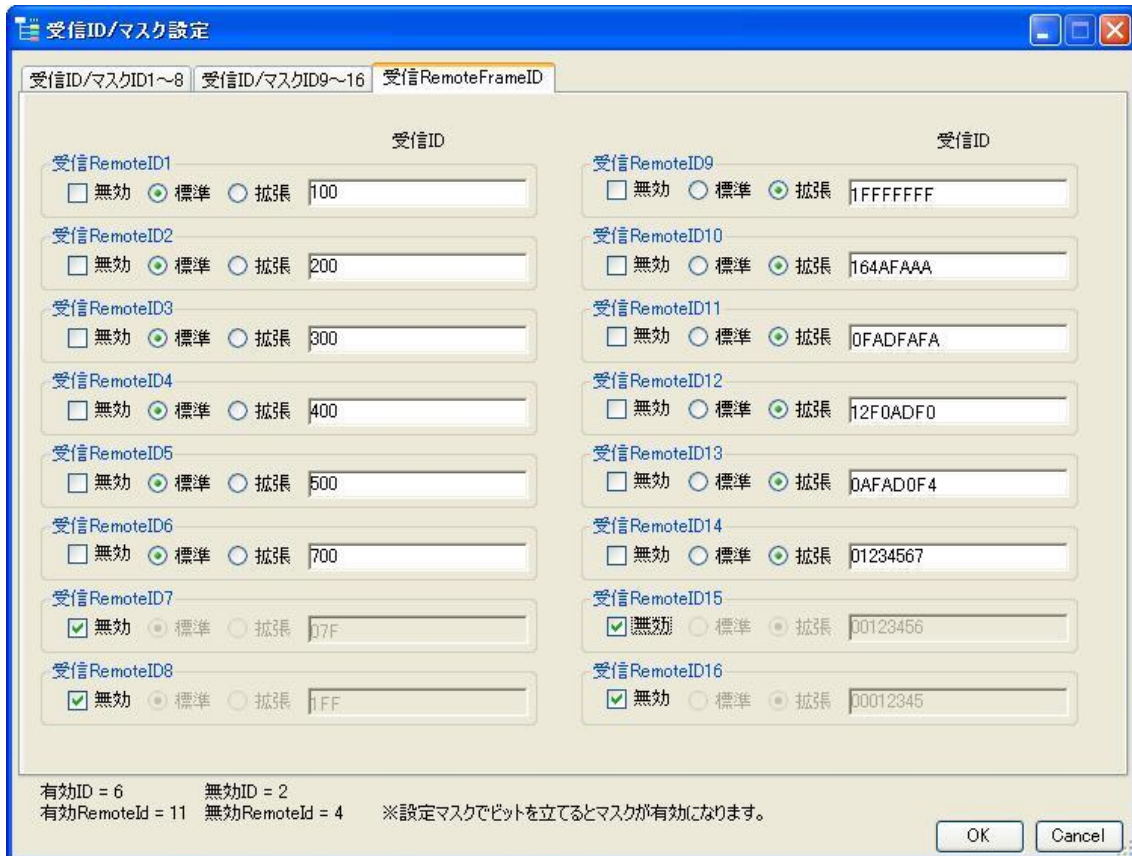 受信ID/マスク設定
受信ID/マスクID1～8 受信ID/マスクID9～16 受信RemoteFrameID
受信ID
受信RemoteID1
無効 標準 拡張 100
受信RemoteID2
無効 標準 拡張 200
受信RemoteID3
無効 標準 拡張 300
受信RemoteID4
無効 標準 拡張 400
受信RemoteID5
無効 標準 拡張 500
受信RemoteID6
無効 標準 拡張 700
受信RemoteID7
無効 標準 拡張 07F
受信RemoteID8
無効 標準 拡張 1FF
受信ID
受信RemoteID9
無効 標準 拡張 1FFFFFFF
受信RemoteID10
無効 標準 拡張 164AFAAA
受信RemoteID11
無効 標準 拡張 0FADFAFA
受信RemoteID12
無効 標準 拡張 12F0ADF0
受信RemoteID13
無効 標準 拡張 0AFAD0F4
受信RemoteID14
無効 標準 拡張 01234567
受信RemoteID15
無効 標準 拡張 00123456
受信RemoteID16
無効 標準 拡張 00012345
有効ID = 6 無効ID = 2
有効RemoteId = 11 無効RemoteId = 4 ※設定マスクでビットを立てるとマスクが有効になります。
OK Cancel